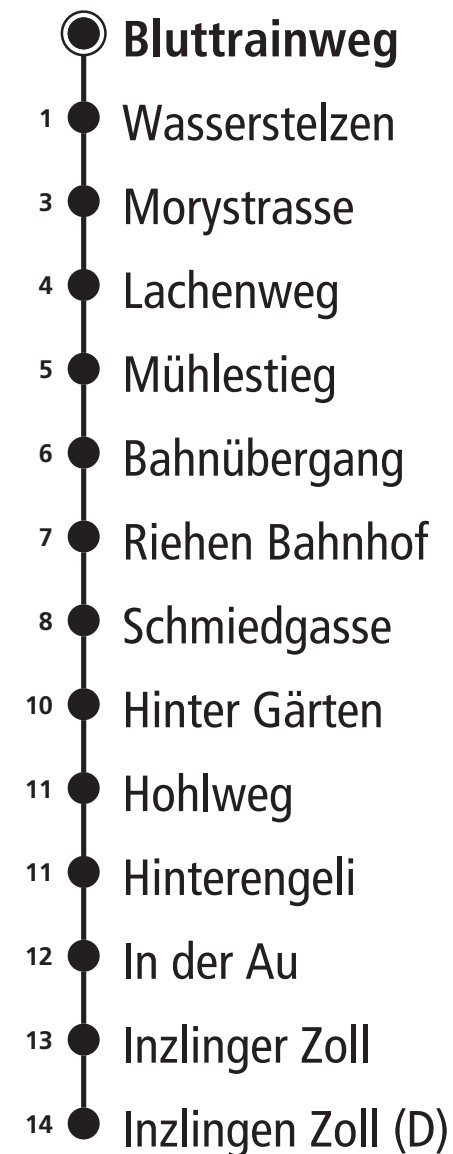 Bluttrainweg
1 Wasserstelzen
3 Morystrasse
4 Lachenweg
5 Mühlestieg
6 Bahnübergang
7 Riehen Bahnhof
8 Schmiedgasse
10 Hinter Gärten
11 Hohlweg
11 Hinterengeli
12 In der Au
13 Inzlinger Zoll
14 Inzlingen Zoll (D)